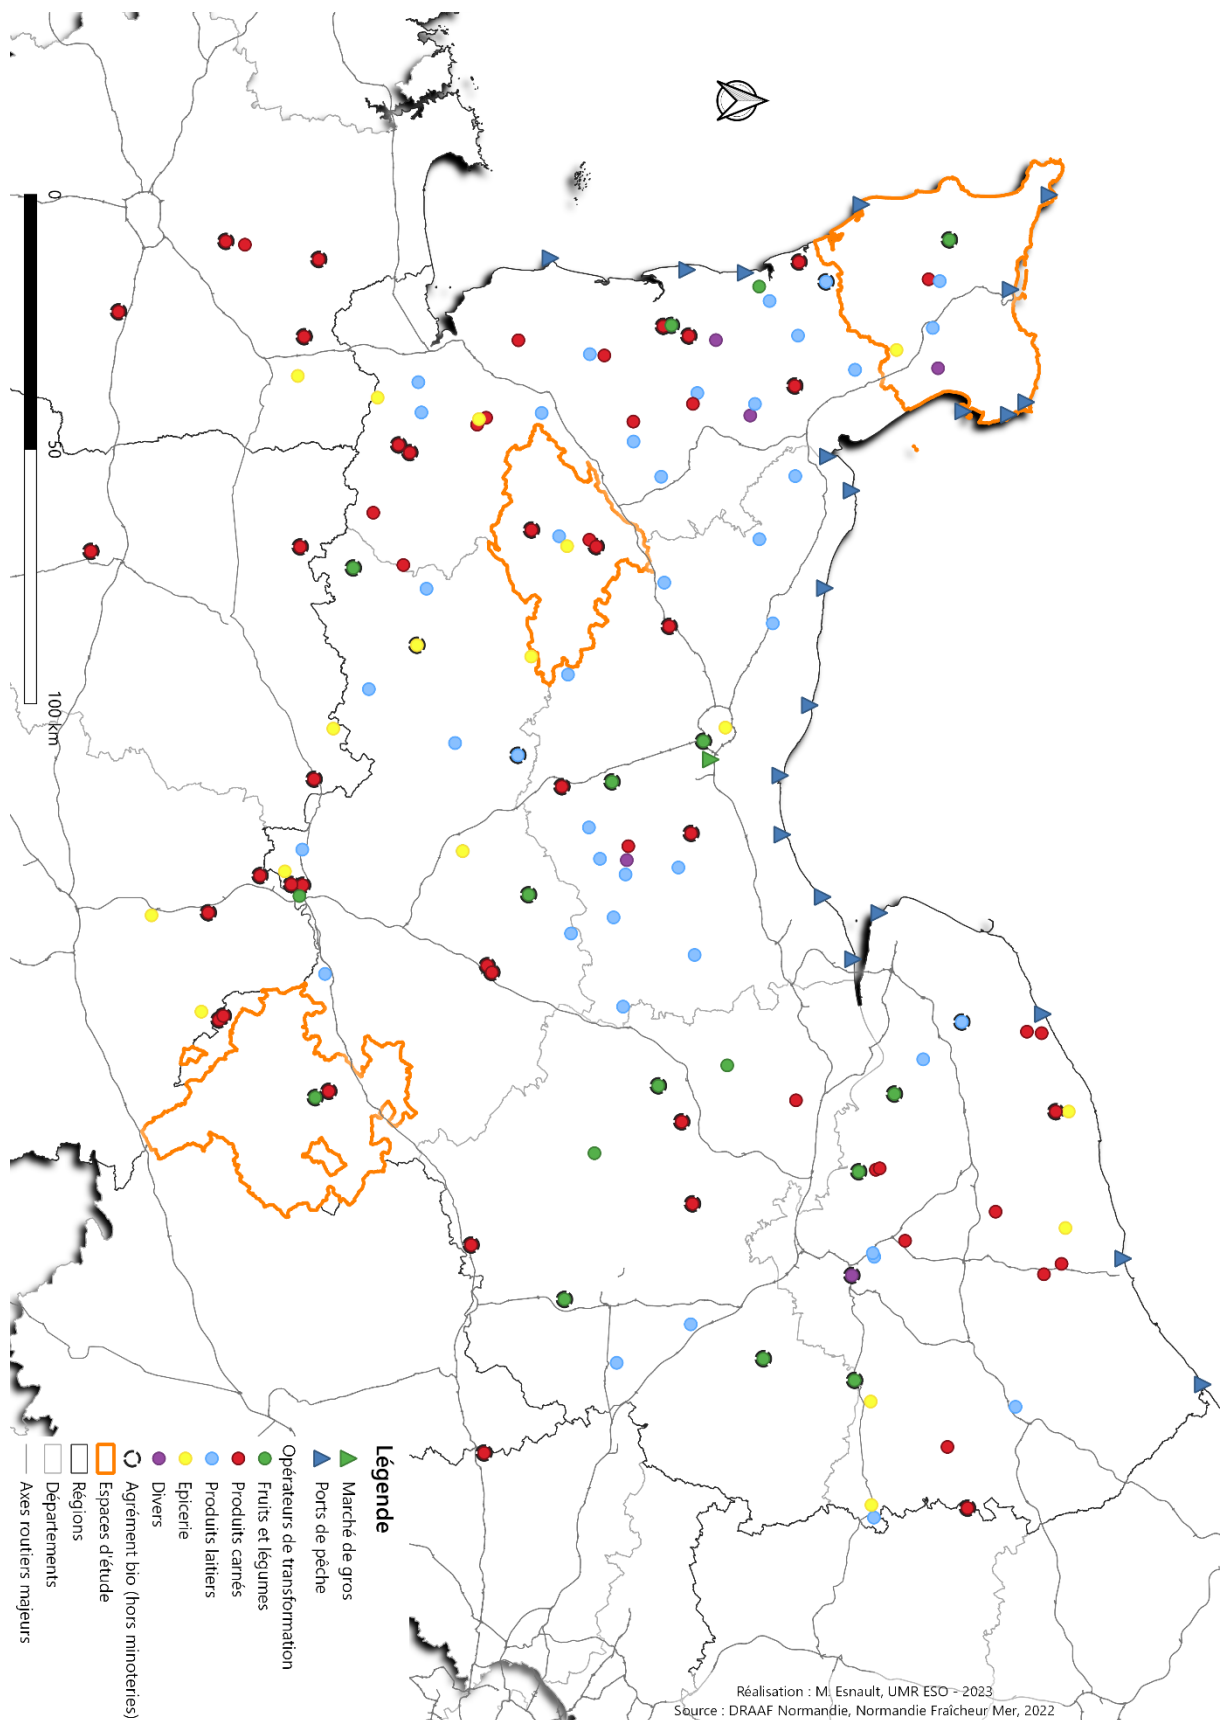 0
50
100 km
Légende
Marché de gros
Ports de pêche
Opérateurs de transformation
Fruits et légumes
Produits carnés
Produits laitiers
Epicerie
Divers
Agrément bio (hors minoteries)
Espaces d'étude
Régions
Départements
Axes routiers majeurs
Réalisation : M. Esnault, UMR ESO - 2023
Source : DRAAF Normandie, Normandie Fraîcheur Mer, 2022